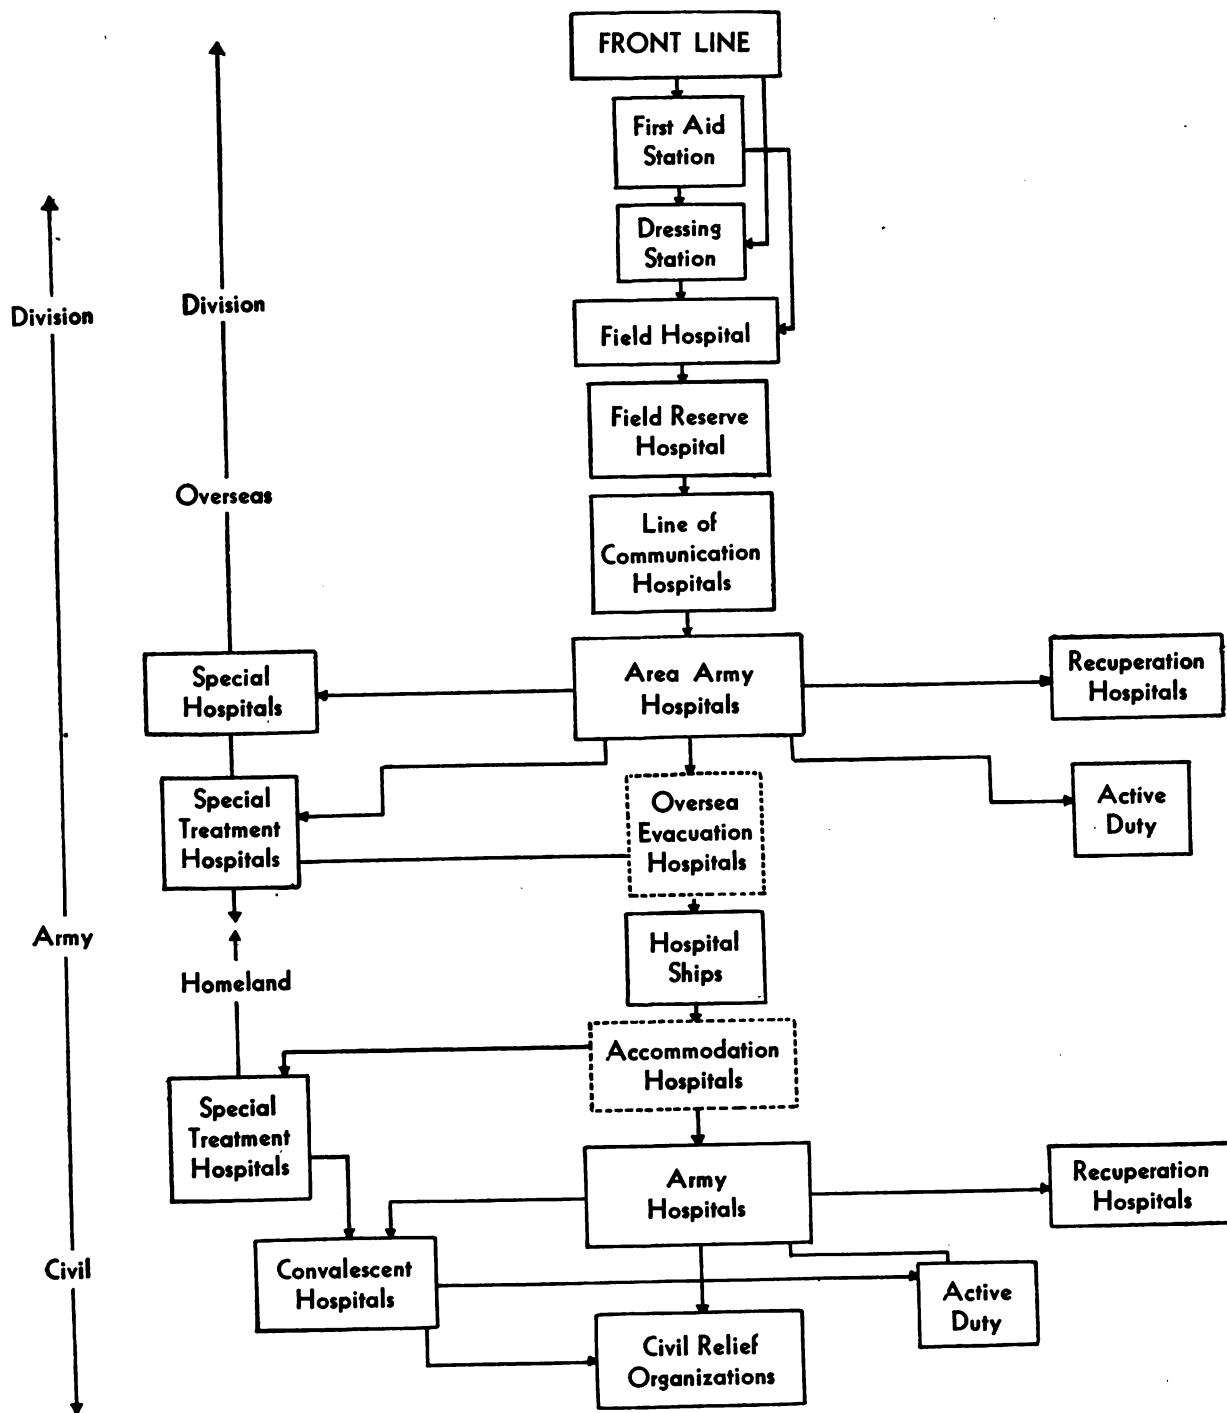 FRONT LINE
First Aid
Station
Dressing
Station
Division
Division
Field Hospital
Field Reserve
Hospital
Overseas
Line of
Communication
Hospitals
Special
Hospitals
Area Army
Hospitals
Recuperation
Hospitals
Special
Treatment
Hospitals
Oversea
Evacuation
Hospitals
Active
Duty
Army
Hospital
Ships
Homeland
Accommodation
Hospitals
Special
Treatment
Hospitals
Army
Hospitals
Recuperation
Hospitals
Civil
Convalescent
Hospitals
Active
Duty
Civil Relief
Organizations